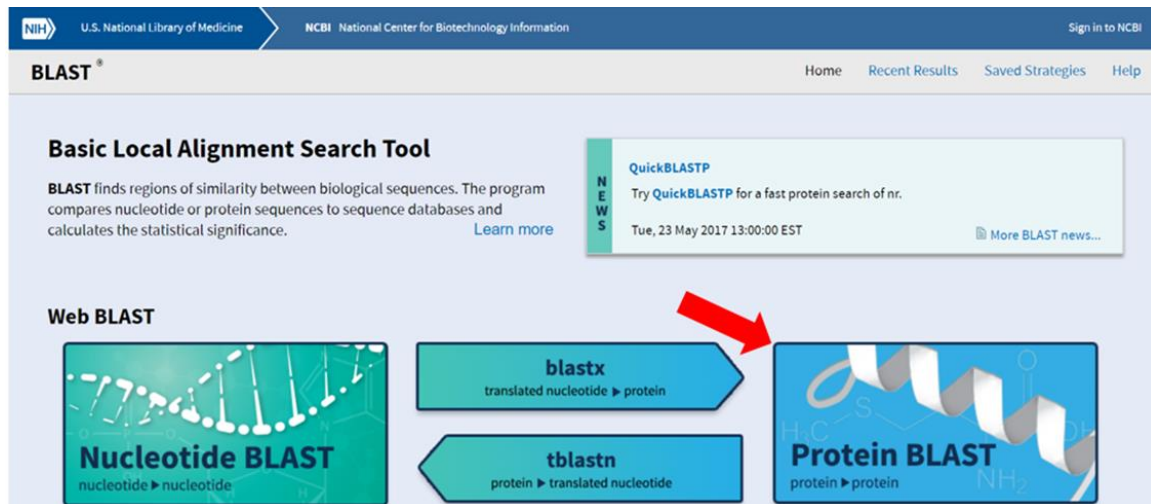 NIH U.S. National Library of Medicine NCBI National Center for Biotechnology Information Sign in to NCBI
BLAST ® Home Recent Results Saved Strategies Help
Basic Local Alignment Search Tool
BLAST finds regions of similarity between biological sequences. The program
compares nucleotide or protein sequences to sequence databases and
calculates the statistical significance. Learn more
NEWS
QuickBLASTP
Try QuickBLASTP for a fast protein search of nr.
Tue, 23 May 2017 13:00:00 EST
More BLAST news...
Web BLAST
Nucleotide BLAST
nucleotide ▶ nucleotide
blastx
translated nucleotide ▶ protein
tblastn
protein ▶ translated nucleotide
O
S
H₃C
OH
NH₂
Protein BLAST
protein ▶ protein